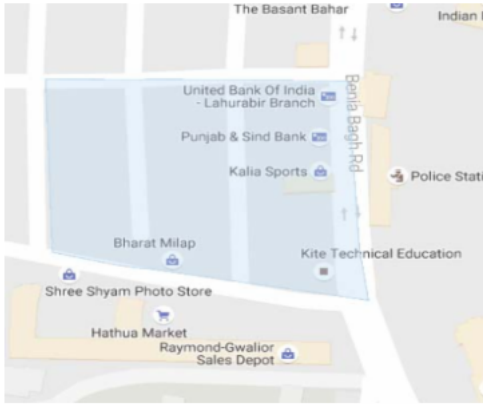 The Basant Bahar
Indian
United Bank Of India
- Lahurabir Branch
Benia Bagh Rd
Punjab & Sind Bank
Kalia Sports
Police Stati
Bharat Milap
Kite Technical Education
Shree Shyam Photo Store
Hathua Market
Raymond-Gwalior
Sales Depot